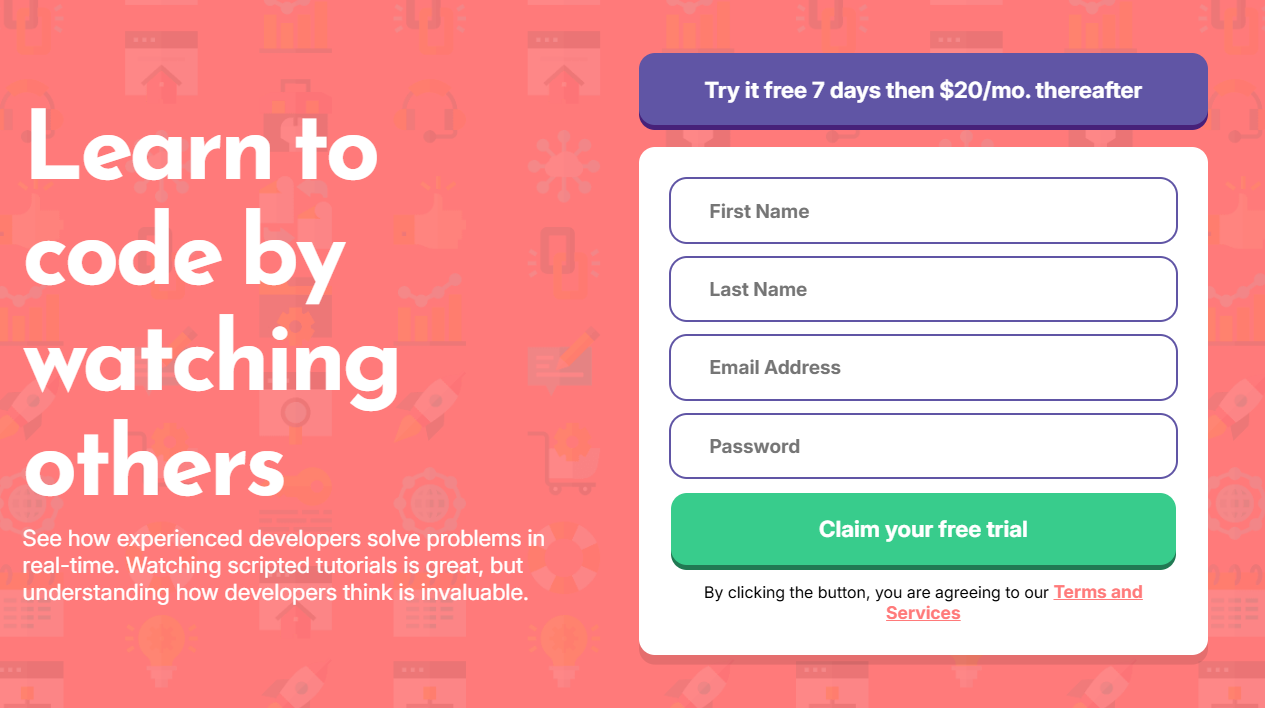 Learn to
code by
watching
others
See how experienced developers solve problems in
real-time. Watching scripted tutorials is great, but
understanding how developers think is invaluable.
Try it free 7 days then $20/mo. thereafter
First Name
Last Name
Email Address
Password
Claim your free trial
By clicking the button, you are agreeing to our Terms and
Services